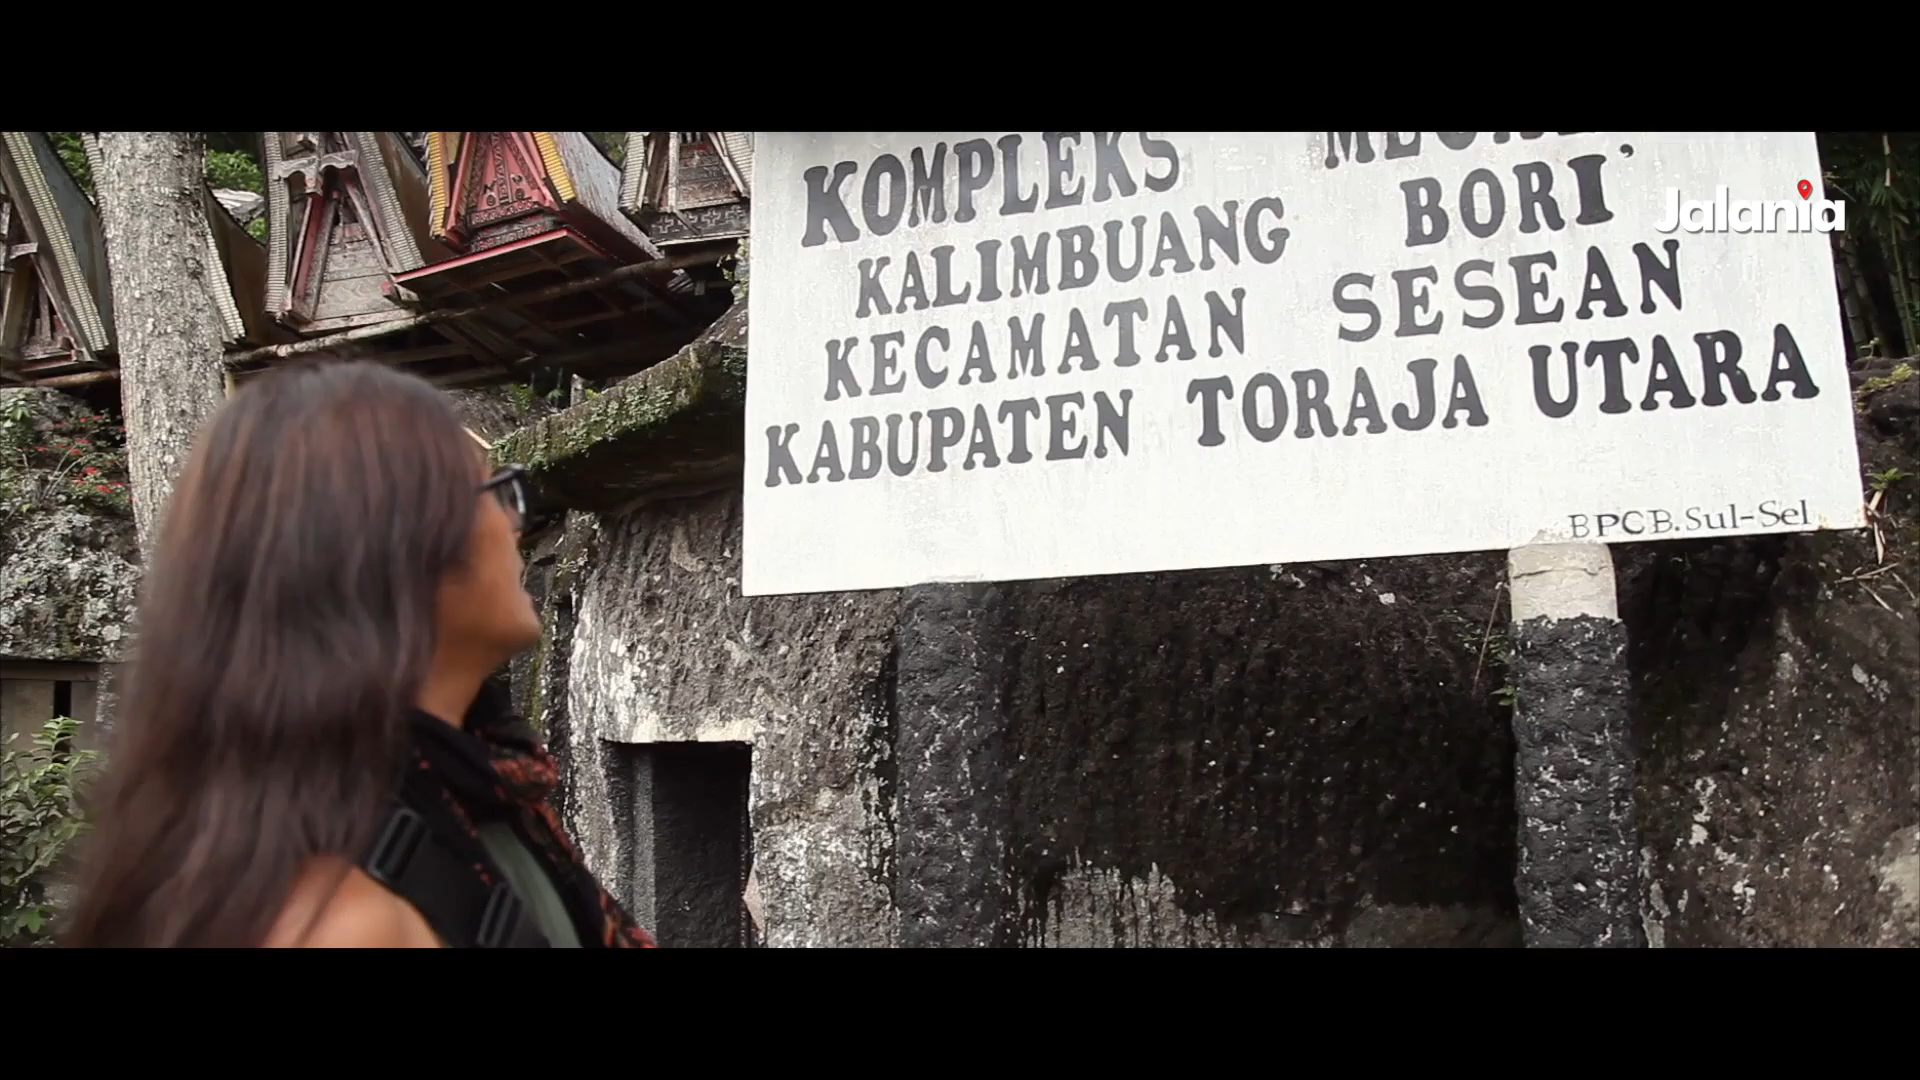 KOMPLEKS
KALIMBUANG BORI'
KECAMATAN SESEAN
KABUPATEN TORAJA UTARA
BPCB.Sul-Sel
Jalania